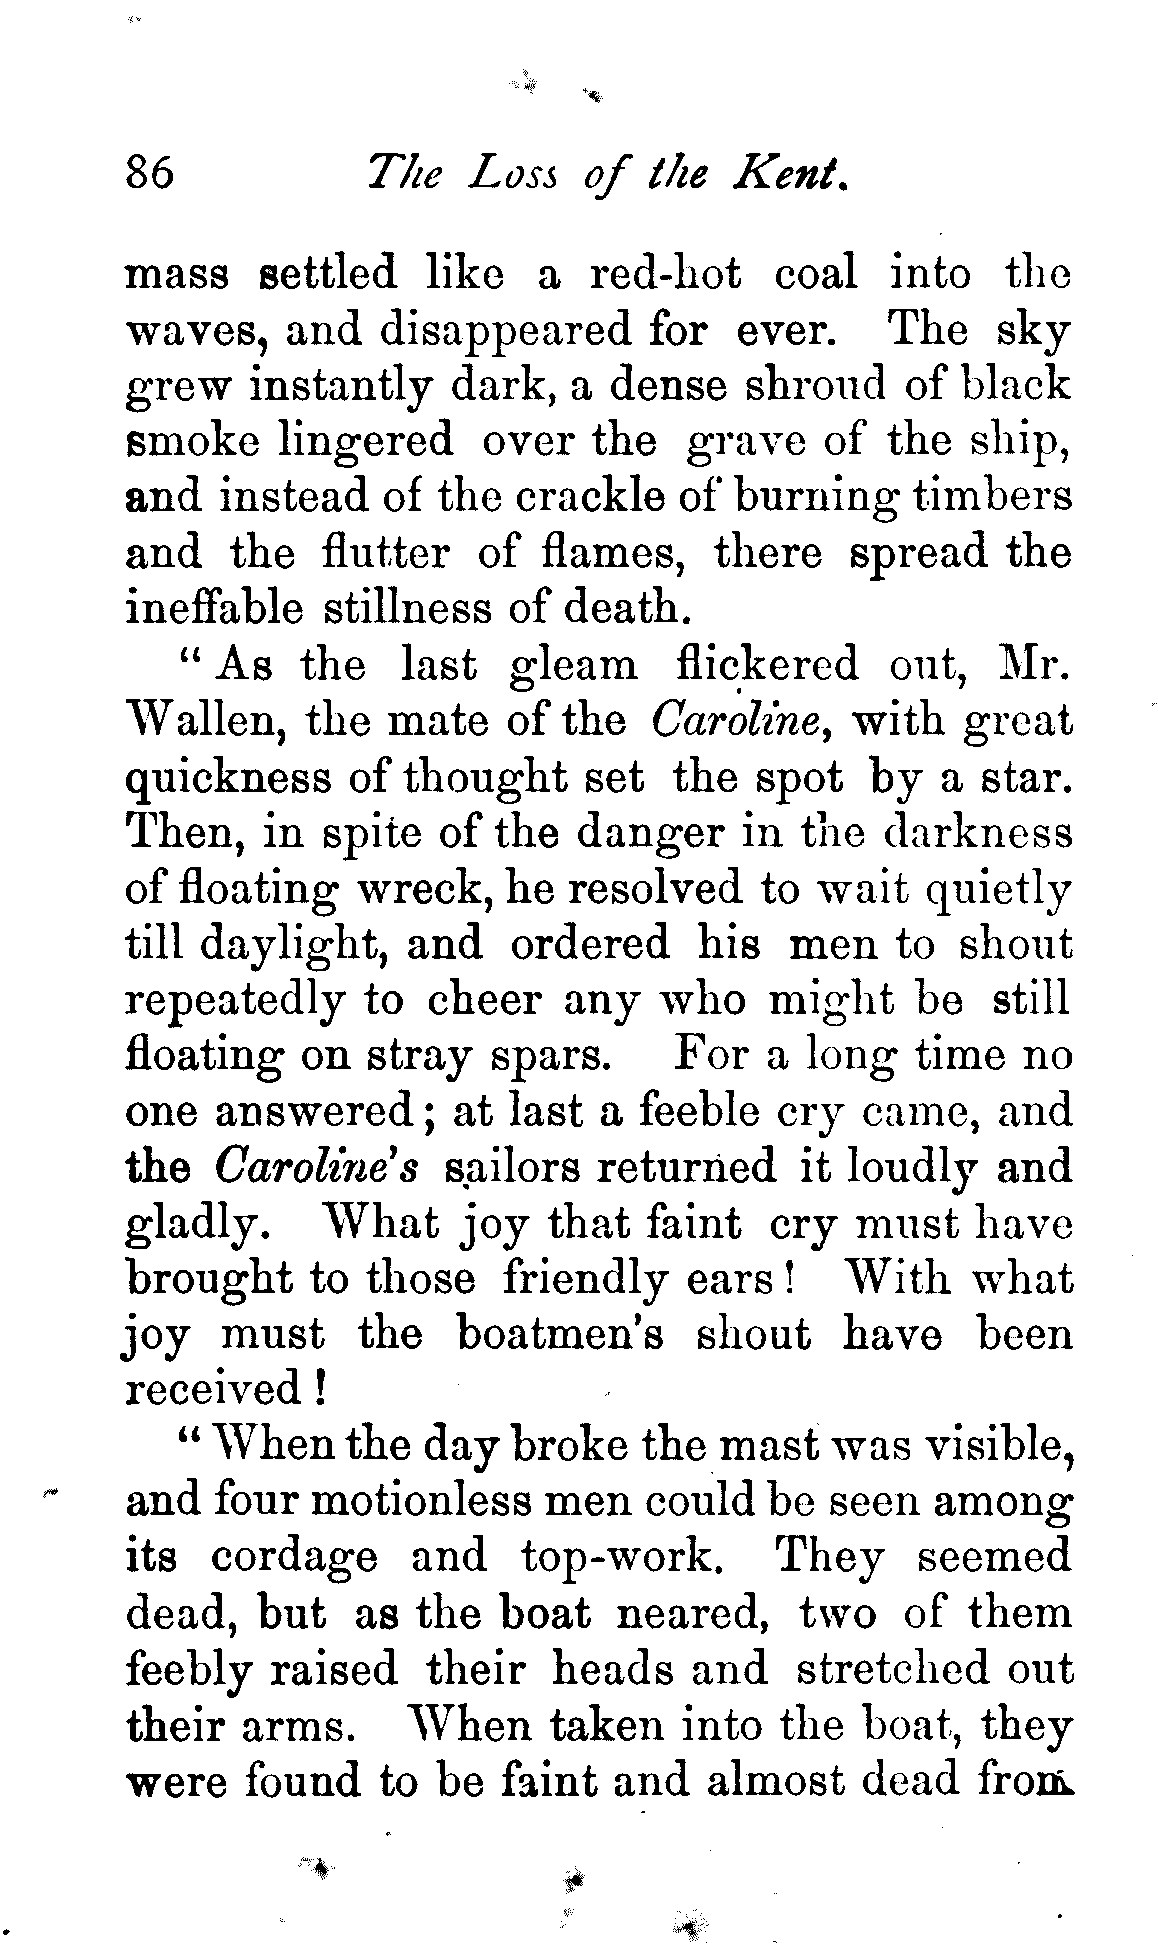 86 The Loss of the Kent.
mass settled like a red-hot coal into the
waves, and disappeared for ever. The sky
grew instantly dark, a dense shroud of black
smoke lingered over the grave of the ship,
and instead of the crackle of burning timbers
and the flutter of flames, there spread the
ineffable stillness of death.
" As the last gleam flickered out, Mr.
Wallen, the mate of the Caroline, with great
quickness of thought set the spot by a star.
Then, in spite of the danger in the darkness
of floating wreck, he resolved to wait quietly
till daylight, and ordered his men to shout
repeatedly to cheer any who might be still
floating on stray spars. For a long time no
one answered; at last a feeble cry came, and
the Caroline's sailors returned it loudly and
gladly. What joy that faint cry must have
brought to those friendly ears! With what
joy must the boatmen's shout have been
received!
" When the day broke the mast was visible,
and four motionless men could be seen among
its cordage and top-work. They seemed
dead, but as the boat neared, two of them
feebly raised their heads and stretched out
their arms. When taken into the boat, they
were found to be faint and almost dead from